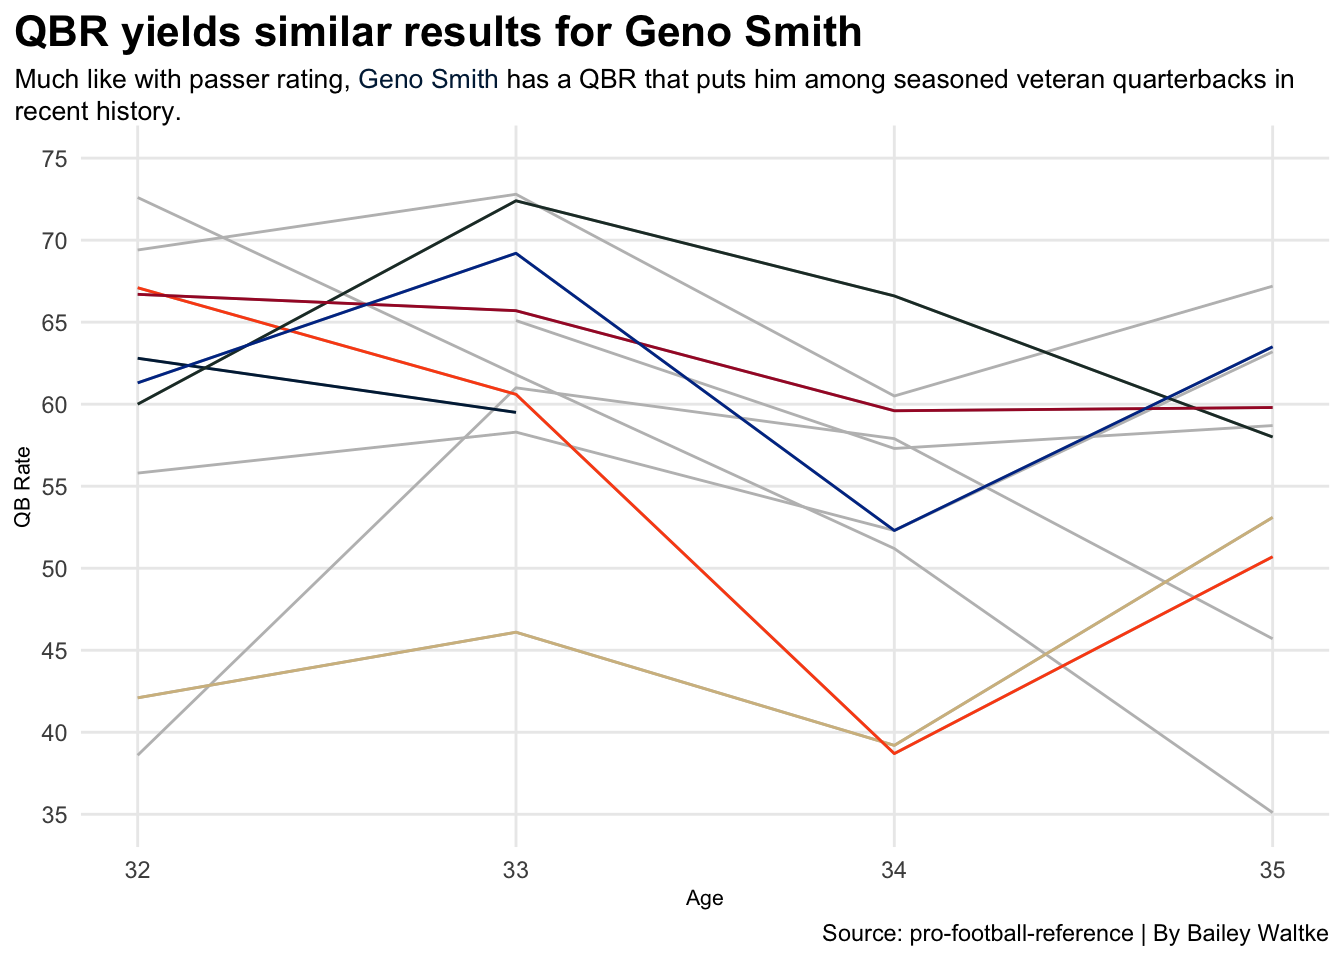 QBR yields similar results for Geno Smith
Much like with passer rating, Geno Smith has a QBR that puts him among seasoned veteran quarterbacks in
recent history.
75
70
65
60
55
50
45
40
35
QB Rate
32 33 34 35
Age
Source: pro-football-reference | By Bailey Waltke